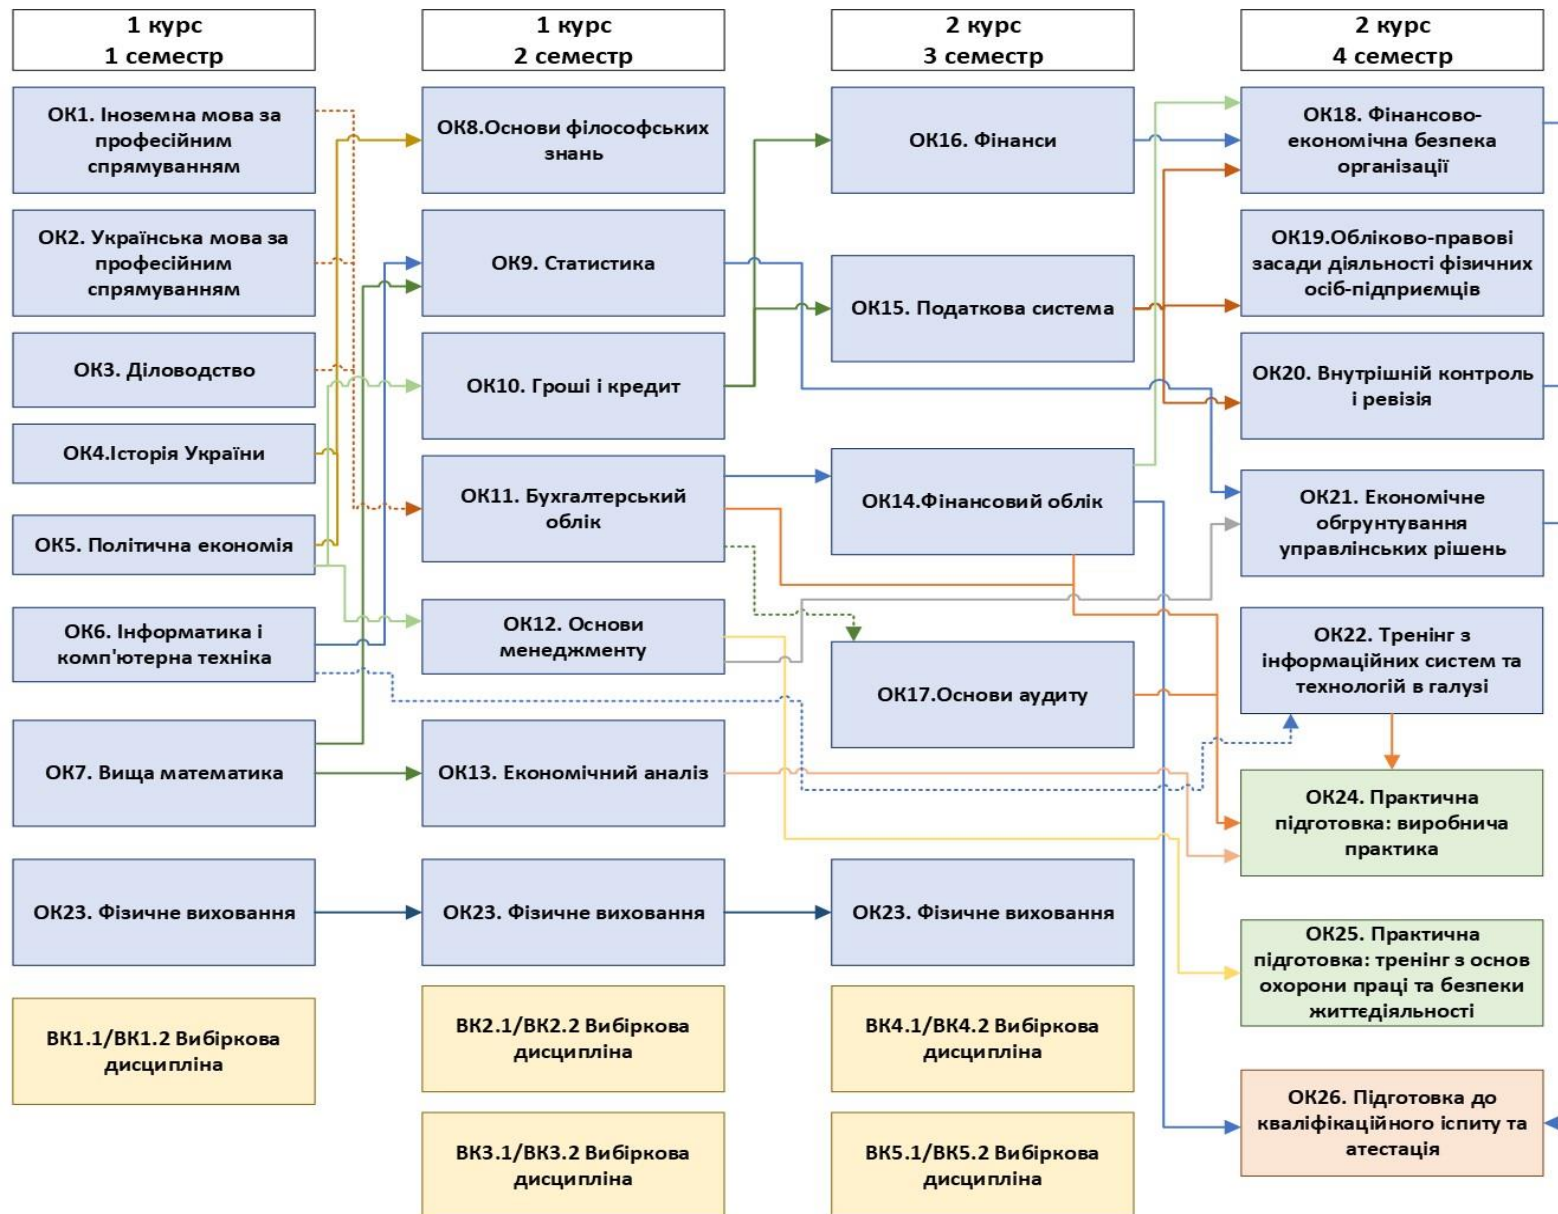 1 курс
1 семестр
ОК1. Іноземна мова за
професійним
спрямуванням
ОК2. Українська мова за
професійним
спрямуванням
ОК3. Діловодство
ОК4.Історія України
ОК5. Політична економія
ОК6. Інформатика і
комп'ютерна техніка
ОК7. Вища математика
ОК23. Фізичне виховання
ВК1.1/ВК1.2 Вибіркова
дисципліна
1 курс
2 семестр
ОК8.Основи філософських
знань
ОК9. Статистика
ОК10. Гроші і кредит
ОК11. Бухгалтерський
облік
ОК12. Основи
менеджменту
ОК13. Економічний аналіз
ОК23. Фізичне виховання
ВК2.1/ВК2.2 Вибіркова
дисципліна
ВК3.1/ВК3.2 Вибіркова
дисципліна
2 курс
3 семестр
ОК16. Фінанси
ОК15. Податкова система
ОК14.Фінансовий облік
ОК17.Основи аудиту
ОК23. Фізичне виховання
ВК4.1/ВК4.2 Вибіркова
дисципліна
ВК5.1/ВК5.2 Вибіркова
дисципліна
2 курс
4 семестр
ОК18. Фінансово-
економічна безпека
організації
ОК19.Обліково-правові
засади діяльності фізичних
осіб-підприємців
ОК20. Внутрішній контроль
і ревізія
ОК21. Економічне
обгрунтування
управлінських рішень
ОК22. Тренінг з
інформаційних систем та
технологій в галузі
ОК24. Практична
підготовка: виробнича
практика
ОК25. Практична
підготовка: тренінг з основ
охорони праці та безпеки
життєдіяльності
ОК26. Підготовка до
кваліфікаційного іспиту та
атестація